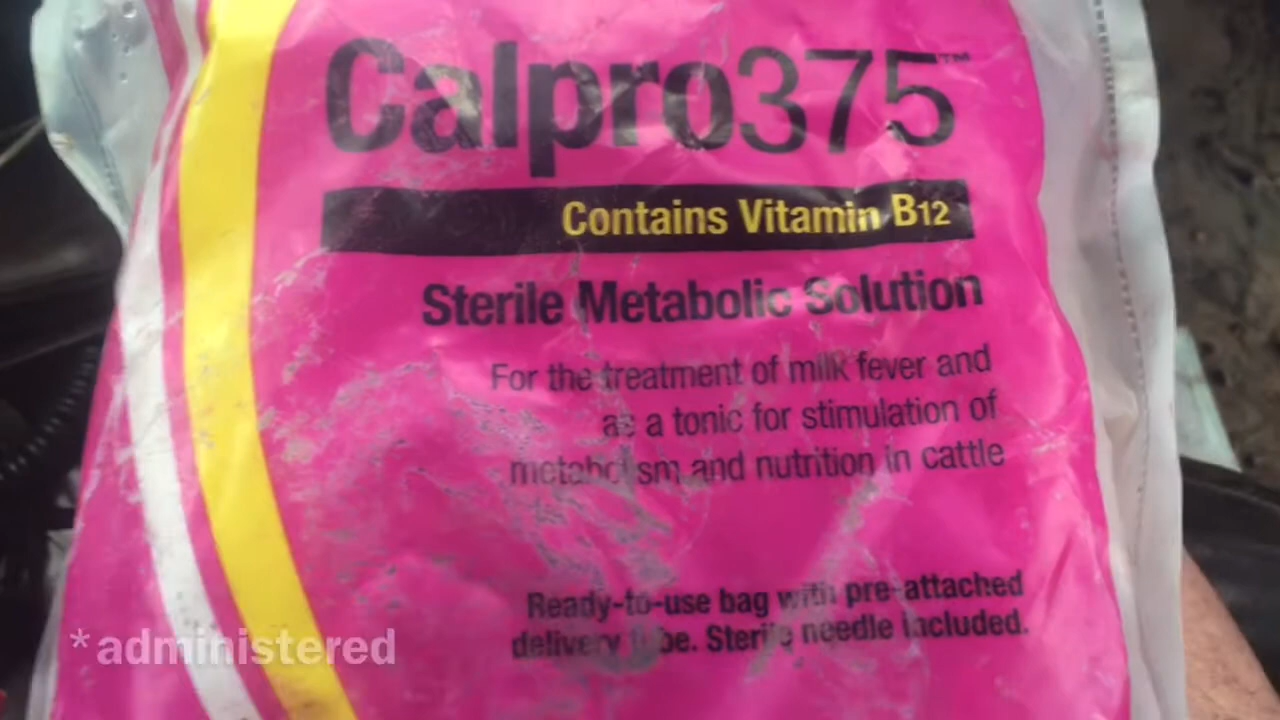 Calpro375™
Contains Vitamin B12
Sterile Metabolic Solution
For the treatment of milk fever and
as a tonic for stimulation of
metabolism and nutrition in cattle
Ready-to-use bag with pre-attached
delivery tube. Sterile needle included.
*administered